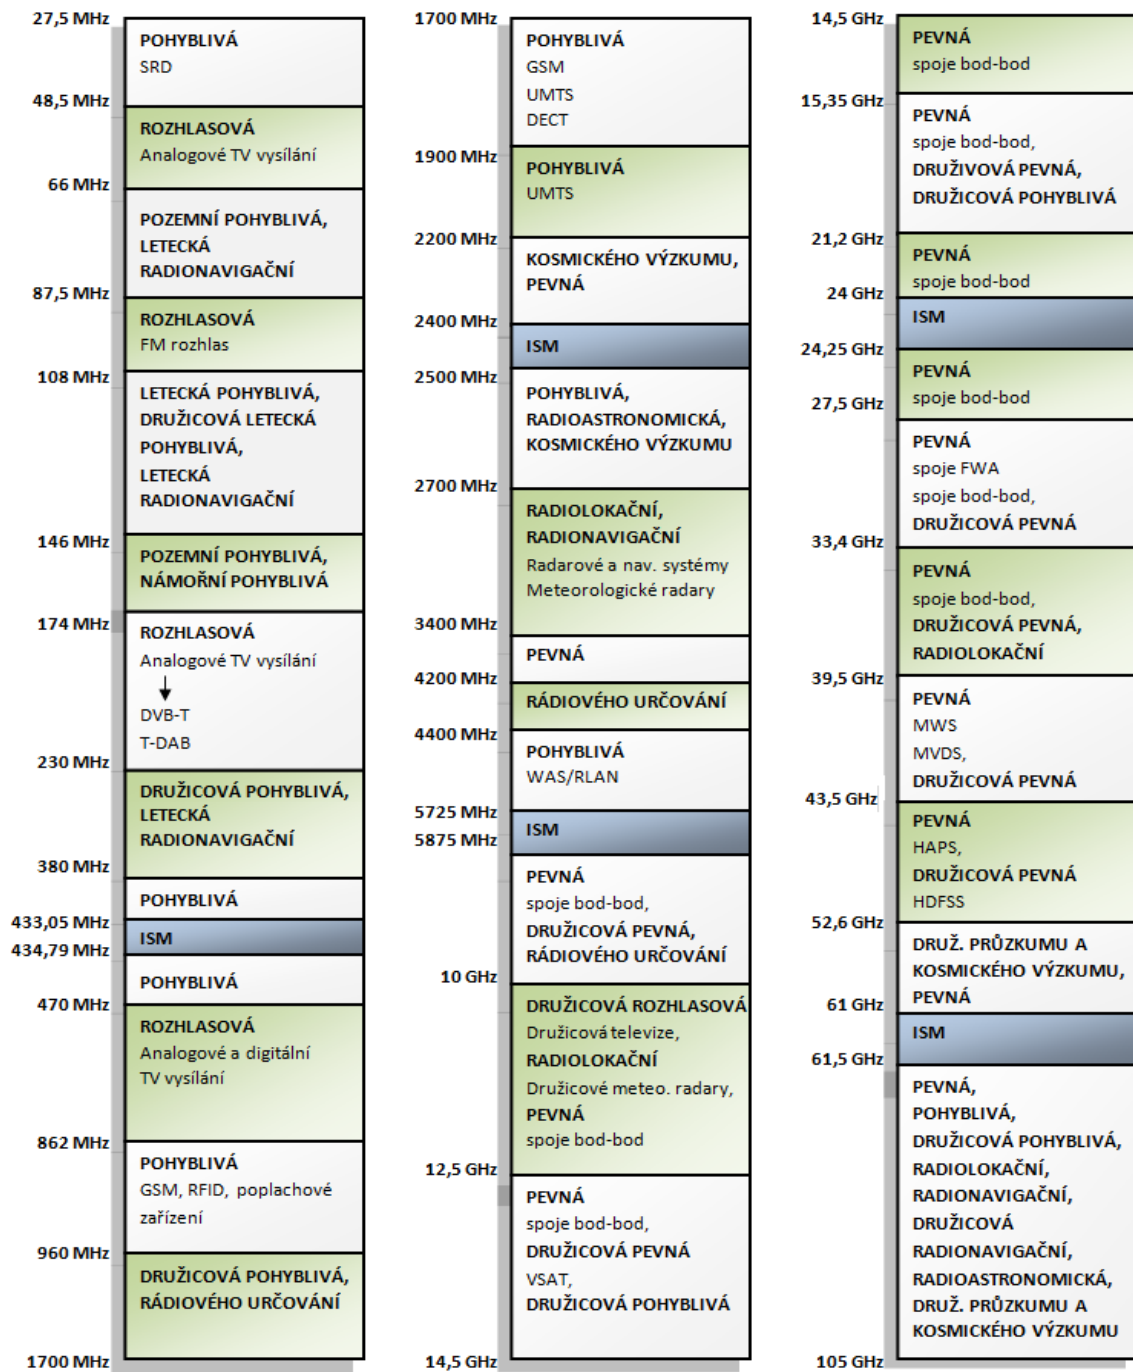 27,5 MHz
POHYBLIVÁ
SRD
48,5 MHz
ROZHLASOVÁ
Analogové TV vysílání
66 MHz
POZEMNÍ POHYBLIVÁ,
LETECKÁ
RADIONAVIGAČNÍ
87,5 MHz
ROZHLASOVÁ
FM rozhlas
108 MHz
LETECKÁ POHYBLIVÁ,
DRUŽICOVÁ LETECKÁ
POHYBLIVÁ,
LETECKÁ
RADIONAVIGAČNÍ
146 MHz
POZEMNÍ POHYBLIVÁ,
NÁMOŘNÍ POHYBLIVÁ
174 MHz
ROZHLASOVÁ
Analogové TV vysílání
DVB-T
T-DAB
230 MHz
DRUŽICOVÁ POHYBLIVÁ,
LETECKÁ
RADIONAVIGAČNÍ
380 MHz
POHYBLIVÁ
433,05 MHz
ISM
434,79 MHz
POHYBLIVÁ
470 MHz
ROZHLASOVÁ
Analogové a digitální
TV vysílání
862 MHz
POHYBLIVÁ
GSM, RFID, poplachové
zařízení
960 MHz
DRUŽICOVÁ POHYBLIVÁ,
RÁDIOVÉHO URČOVÁNÍ
1700 MHz
1700 MHz
POHYBLIVÁ
GSM
UMTS
DECT
1900 MHz
POHYBLIVÁ
UMTS
2200 MHz
KOSMICKÉHO VÝZKUMU,
PEVNÁ
2400 MHz
ISM
2500 MHz
POHYBLIVÁ,
RADIOASTRONOMICKÁ,
KOSMICKÉHO VÝZKUMU
2700 MHz
RADIOLOKAČNÍ,
RADIONAVIGAČNÍ
Radarové a nav. systémy
Meteorologické radary
3400 MHz
PEVNÁ
4200 MHz
RÁDIOVÉHO URČOVÁNÍ
4400 MHz
POHYBLIVÁ
WAS/RLAN
5725 MHz
ISM
5875 MHz
PEVNÁ
spoje bod-bod,
DRUŽICOVÁ PEVNÁ,
RÁDIOVÉHO URČOVÁNÍ
10 GHz
DRUŽICOVÁ ROZHLASOVÁ
Družicová televize,
RADIOLOKAČNÍ
Družicové meteo. radary,
PEVNÁ
spoje bod-bod
12,5 GHz
PEVNÁ
spoje bod-bod,
DRUŽICOVÁ PEVNÁ
VSAT,
DRUŽICOVÁ POHYBLIVÁ
14,5 GHz
14,5 GHz
PEVNÁ
spoje bod-bod
15,35 GHz
PEVNÁ
spoje bod-bod,
DRUŽIVOVÁ PEVNÁ,
DRUŽICOVÁ POHYBLIVÁ
21,2 GHz
PEVNÁ
spoje bod-bod
24 GHz
ISM
24,25 GHz
PEVNÁ
spoje bod-bod
27,5 GHz
PEVNÁ
spoje FWA
spoje bod-bod,
DRUŽICOVÁ PEVNÁ
33,4 GHz
PEVNÁ
spoje bod-bod,
DRUŽICOVÁ PEVNÁ,
RADIOLOKAČNÍ
39,5 GHz
PEVNÁ
MWS
MVDS,
DRUŽICOVÁ PEVNÁ
43,5 GHz
PEVNÁ
HAPS,
DRUŽICOVÁ PEVNÁ
HDFSS
52,6 GHz
DRUŽ. PRŮZKUMU A
KOSMICKÉHO VÝZKUMU,
PEVNÁ
61 GHz
ISM
61,5 GHz
PEVNÁ,
POHYBLIVÁ,
DRUŽICOVÁ POHYBLIVÁ,
RADIOLOKAČNÍ,
RADIONAVIGAČNÍ,
DRUŽICOVÁ
RADIONAVIGAČNÍ,
RADIOASTRONOMICKÁ,
DRUŽ. PRŮZKUMU A
KOSMICKÉHO VÝZKUMU
105 GHz